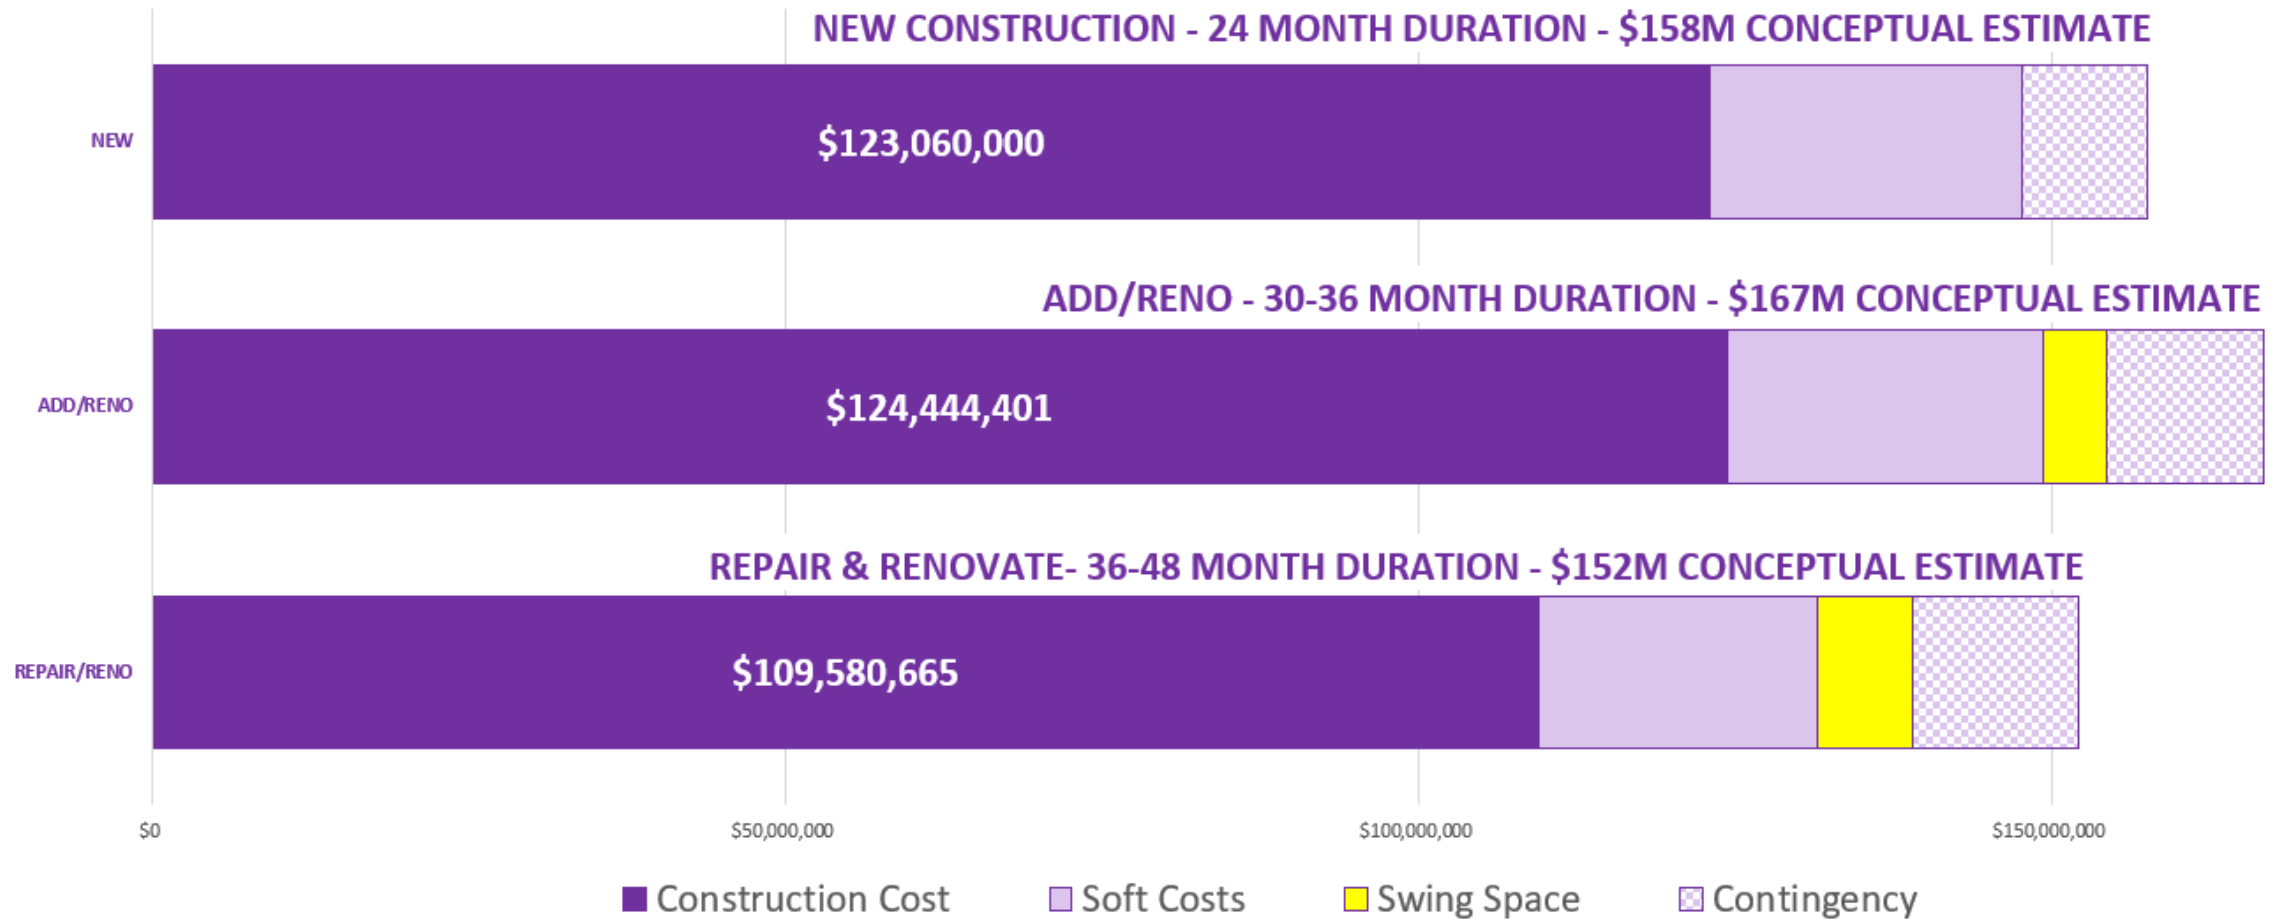 NEW CONSTRUCTION - 24 MONTH DURATION - $158M CONCEPTUAL ESTIMATE
NEW
$123,060,000
ADD/RENO - 30-36 MONTH DURATION - $167M CONCEPTUAL ESTIMATE
ADD/RENO
$124,444,401
REPAIR & RENOVATE- 36-48 MONTH DURATION - $152M CONCEPTUAL ESTIMATE
REPAIR/RENO
$109,580,665
$0 $50,000,000 $100,000,000 $150,000,000
Construction Cost Soft Costs Swing Space Contingency